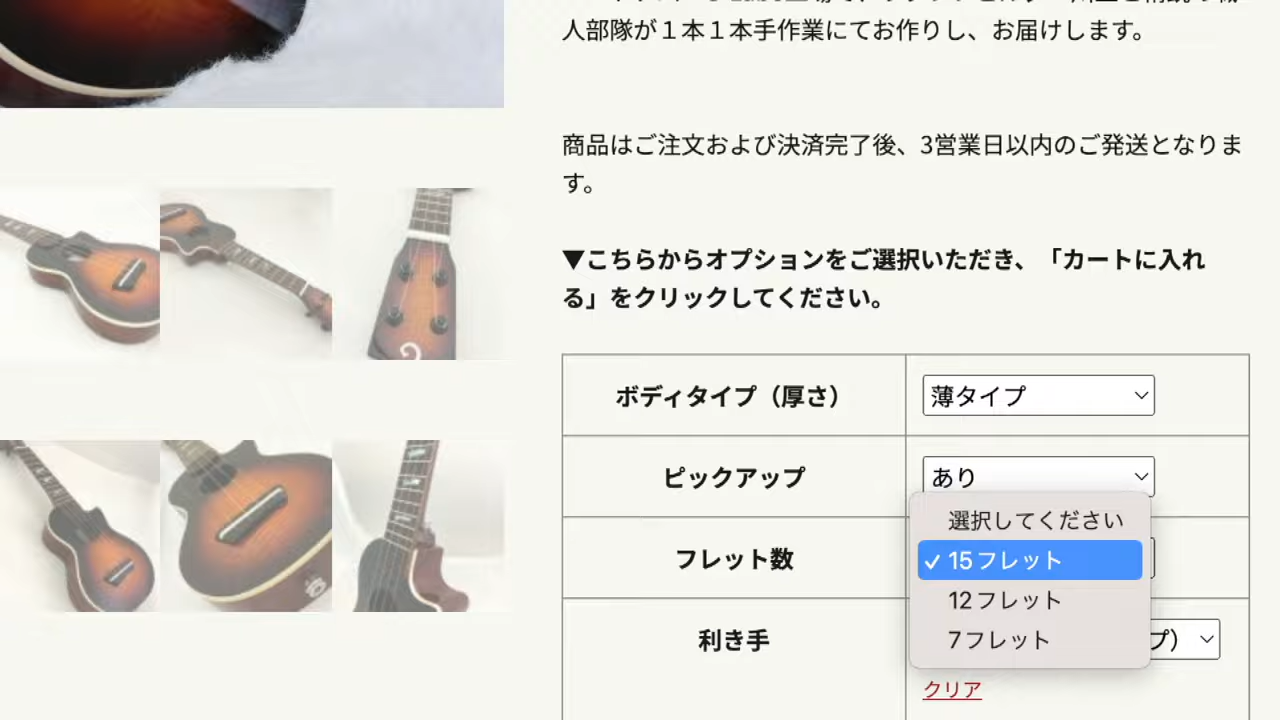 人部隊が１本１本手作業にてお作りし、お届けします。
商品はご注文および決済完了後、3営業日以内のご発送となりま
す。
▼こちらからオプションをご選択いただき、「カートに入れ
る」をクリックしてください。
ボディタイプ（厚さ）
薄タイプ
ピックアップ
あり
選択してください
フレット数
15フレット
12フレット
利き手
7フレット
プ）
クリア